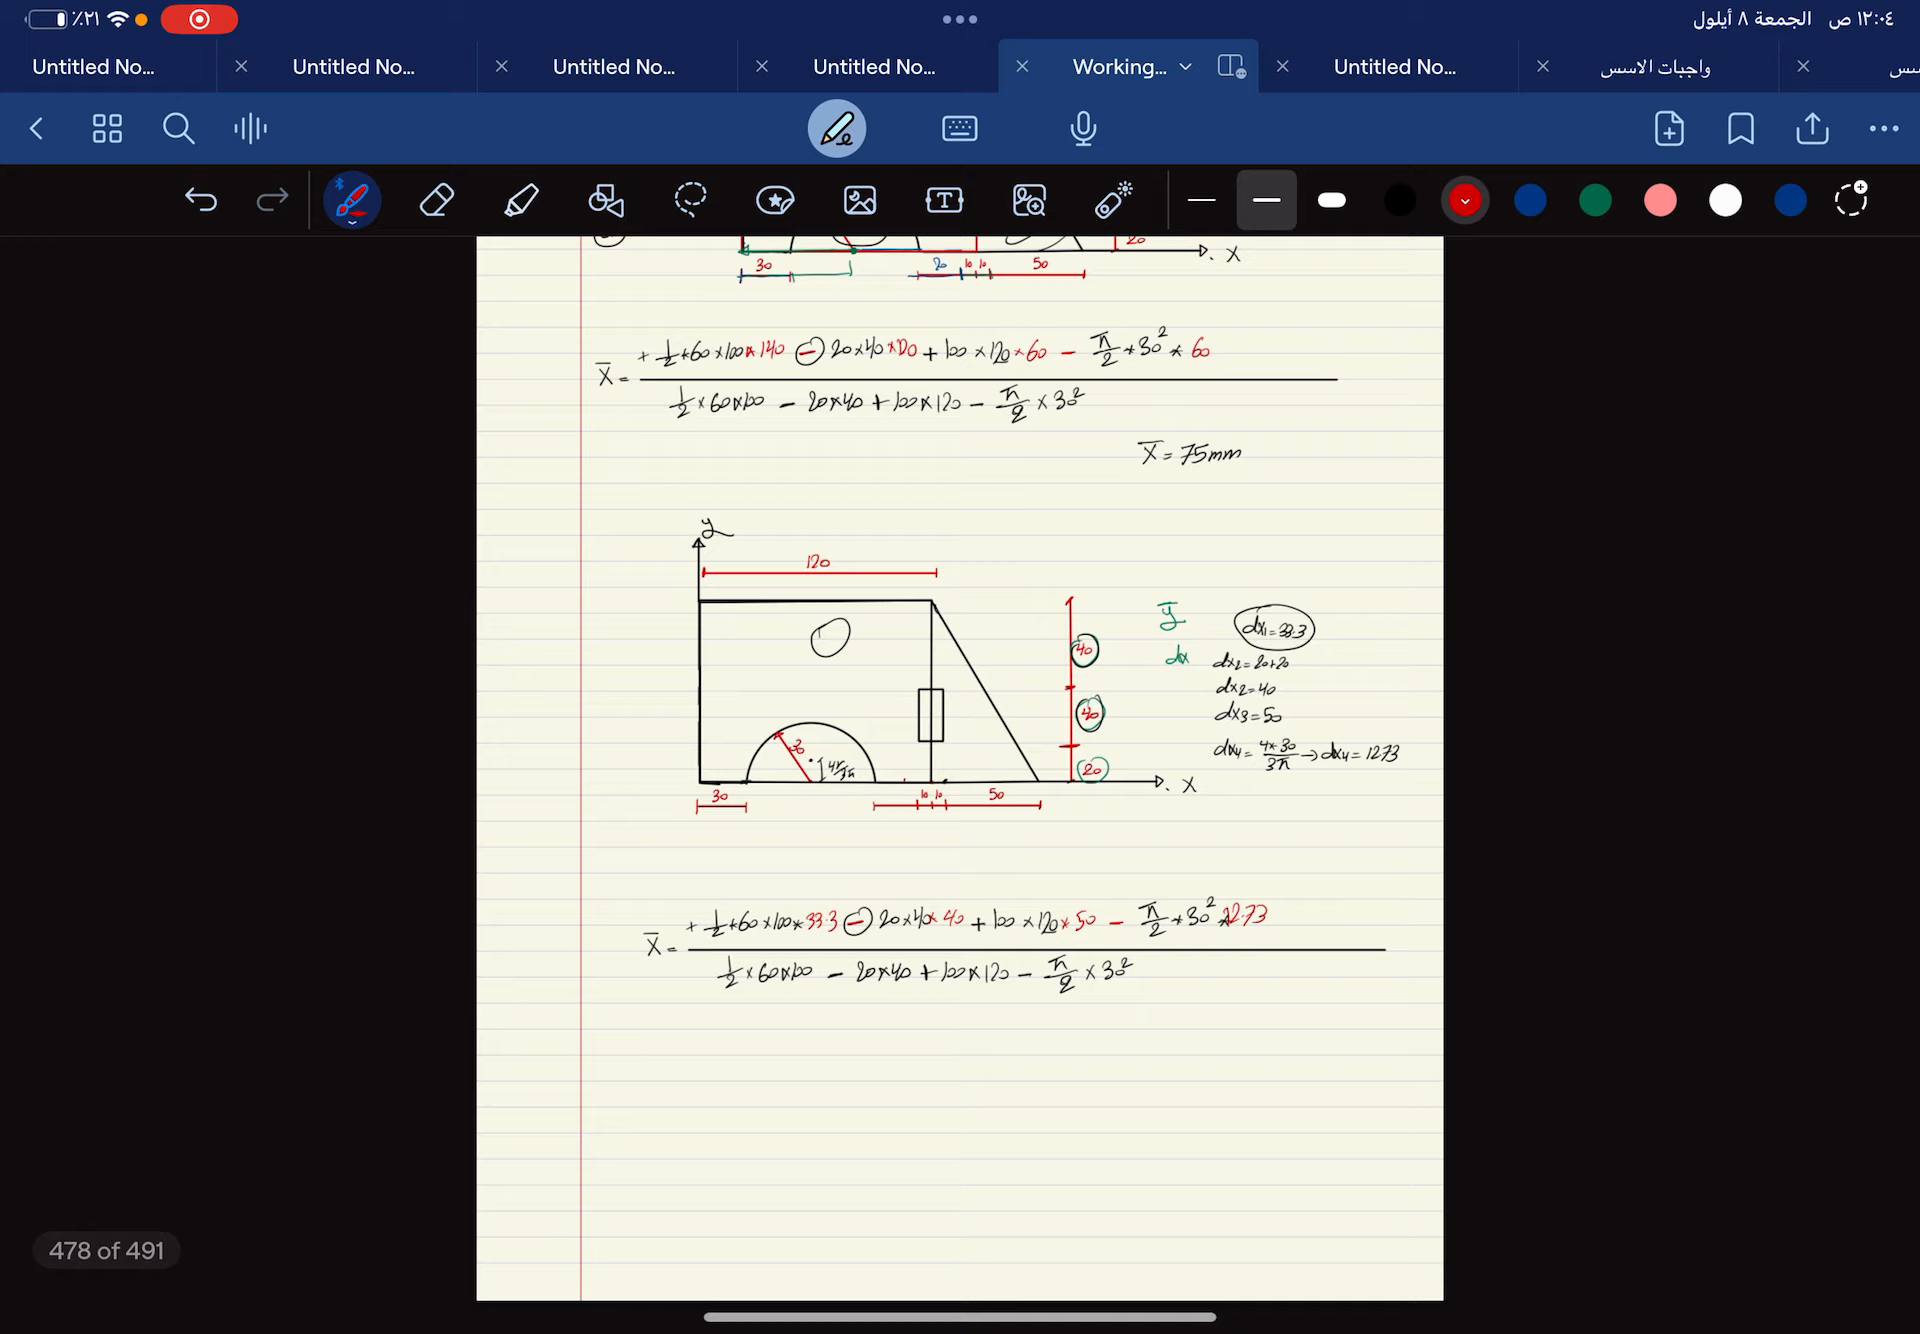 ٪٢١
١٢:٠٤ ص الجمعة ٨ أيلول
Untitled No...
Untitled No...
Untitled No...
Untitled No...
Working...
Untitled No...
واجبات الاسس
سس
20
X
30 20 10 10 50
X̅ = (+ 1/2 * 60 × 100 * 140 - 20 × 40 * 120 + 100 × 120 * 60 - π/2 * 30² * 60) / (1/2 × 60 × 100 - 20 × 40 + 100 × 120 - π/2 × 30²)
X̅ = 75mm
y
120
40
40
20
30
4r/3π
X
30 10 10 50
y̅
dx
dx1 = 33.3
dx2 = 20+20
dx2 = 40
dx3 = 50
dx4 = 4*30/3π → dx4 = 12.73
X̅ = (+ 1/2 * 60 × 100 * 33.3 - 20 × 40 * 40 + 100 × 120 * 50 - π/2 * 30² * 12.73) / (1/2 × 60 × 100 - 20 × 40 + 100 × 120 - π/2 × 30²)
478 of 491